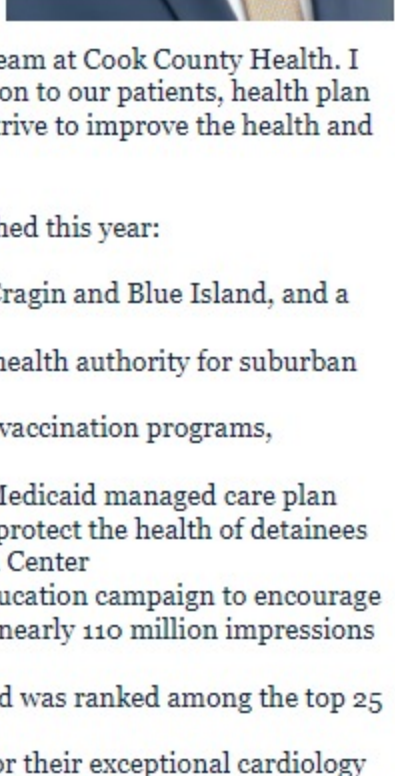 eam at Cook County Health. I
on to our patients, health plan
rive to improve the health and
hed this year:
Cragin and Blue Island, and a
health authority for suburban
vaccination programs,
Medicaid managed care plan
protect the health of detainees
Center
ucation campaign to encourage
nearly 110 million impressions
d was ranked among the top 25
or their exceptional cardiology